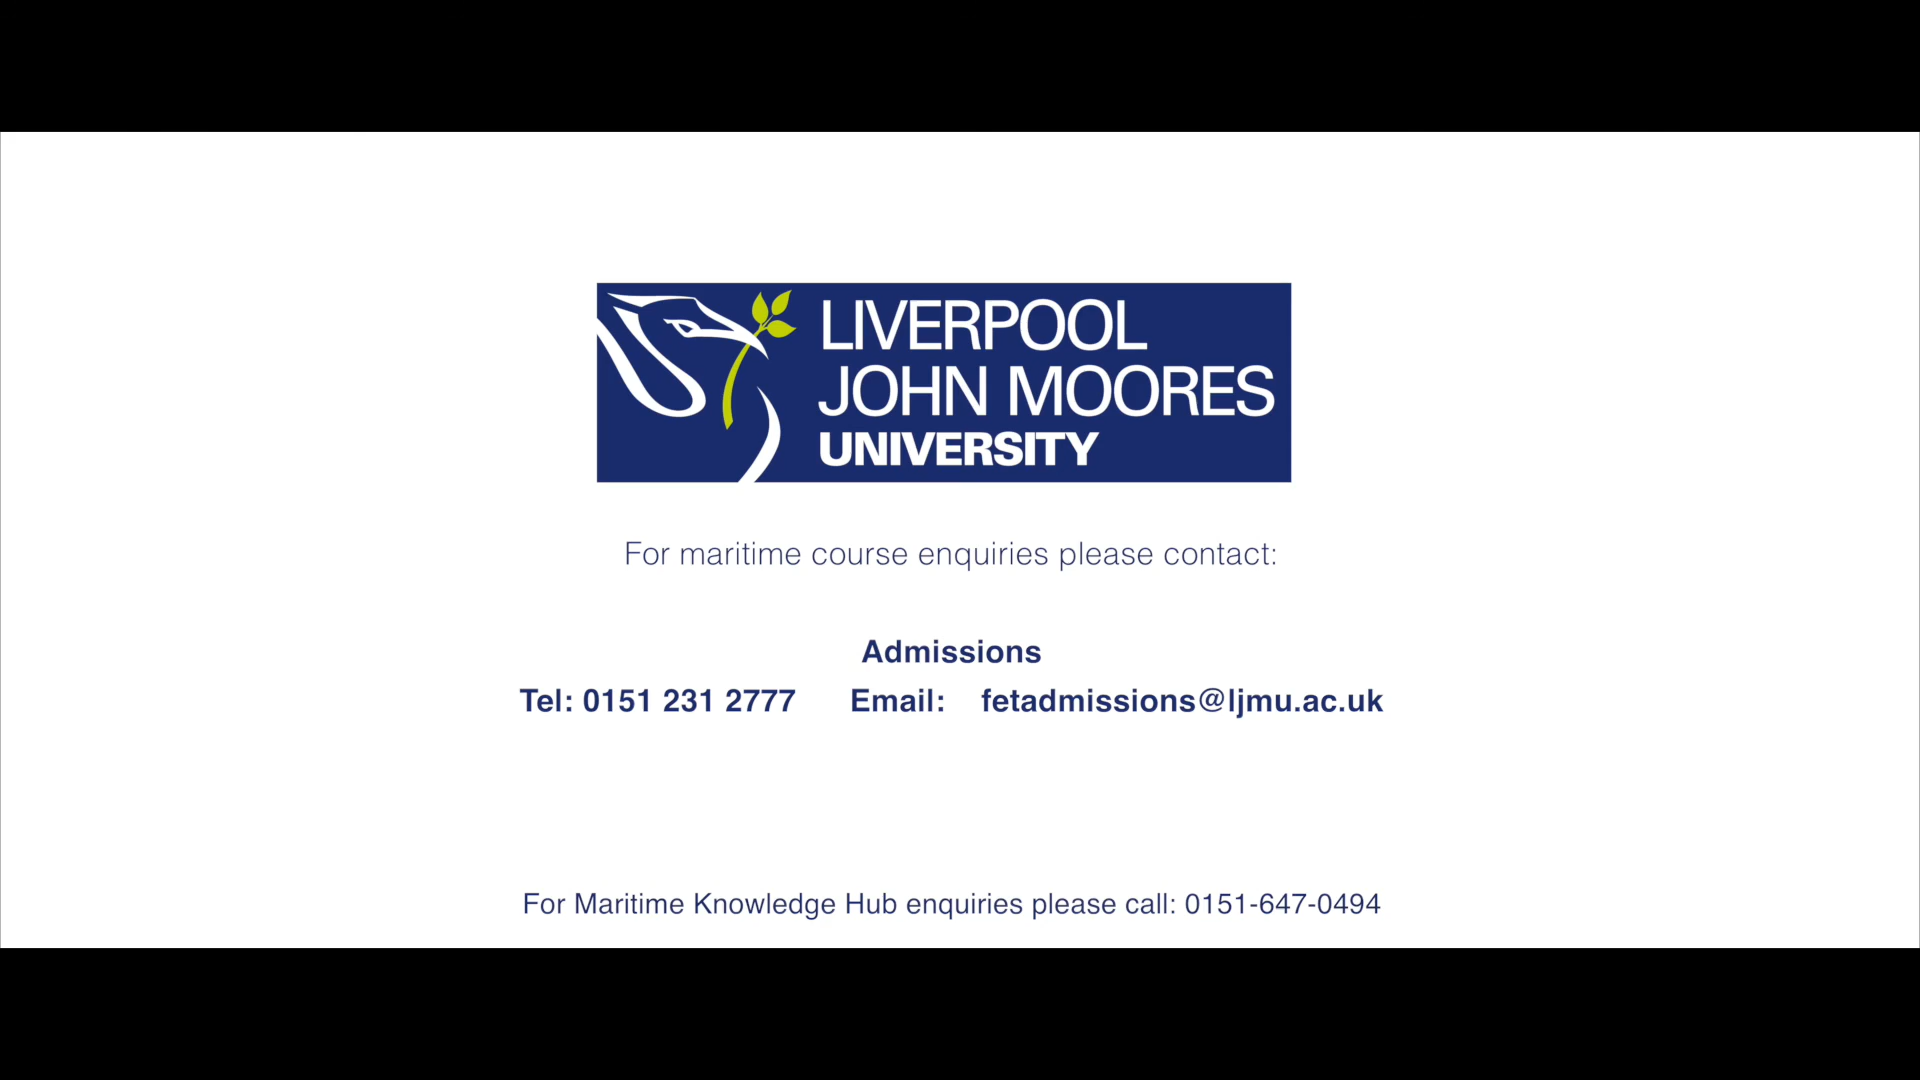 LIVERPOOL
JOHN MOORES
UNIVERSITY
For maritime course enquiries please contact:
Admissions
Tel: 0151 231 2777 Email: fetadmissions@ljmu.ac.uk
For Maritime Knowledge Hub enquiries please call: 0151-647-0494